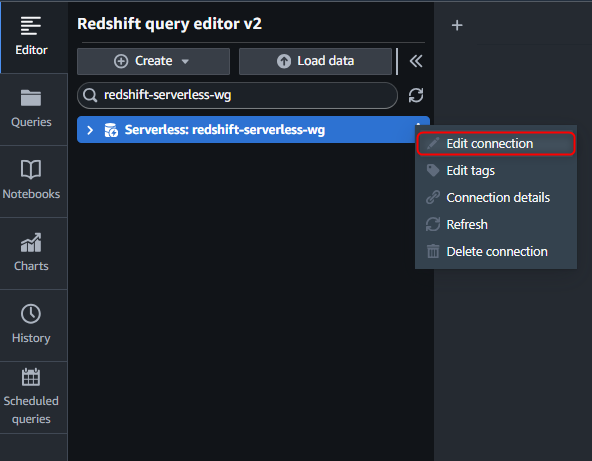 Redshift query editor v2
Editor
Create
Load data
redshift-serverless-wg
Serverless: redshift-serverless-wg
Queries
Notebooks
Charts
History
Scheduled
queries
Edit connection
Edit tags
Connection details
Refresh
Delete connection